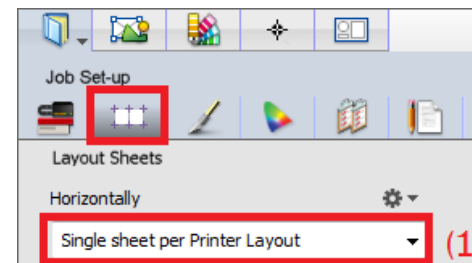 Job Set-up
Layout Sheets
Horizontally
Single sheet per Printer Layout
(1